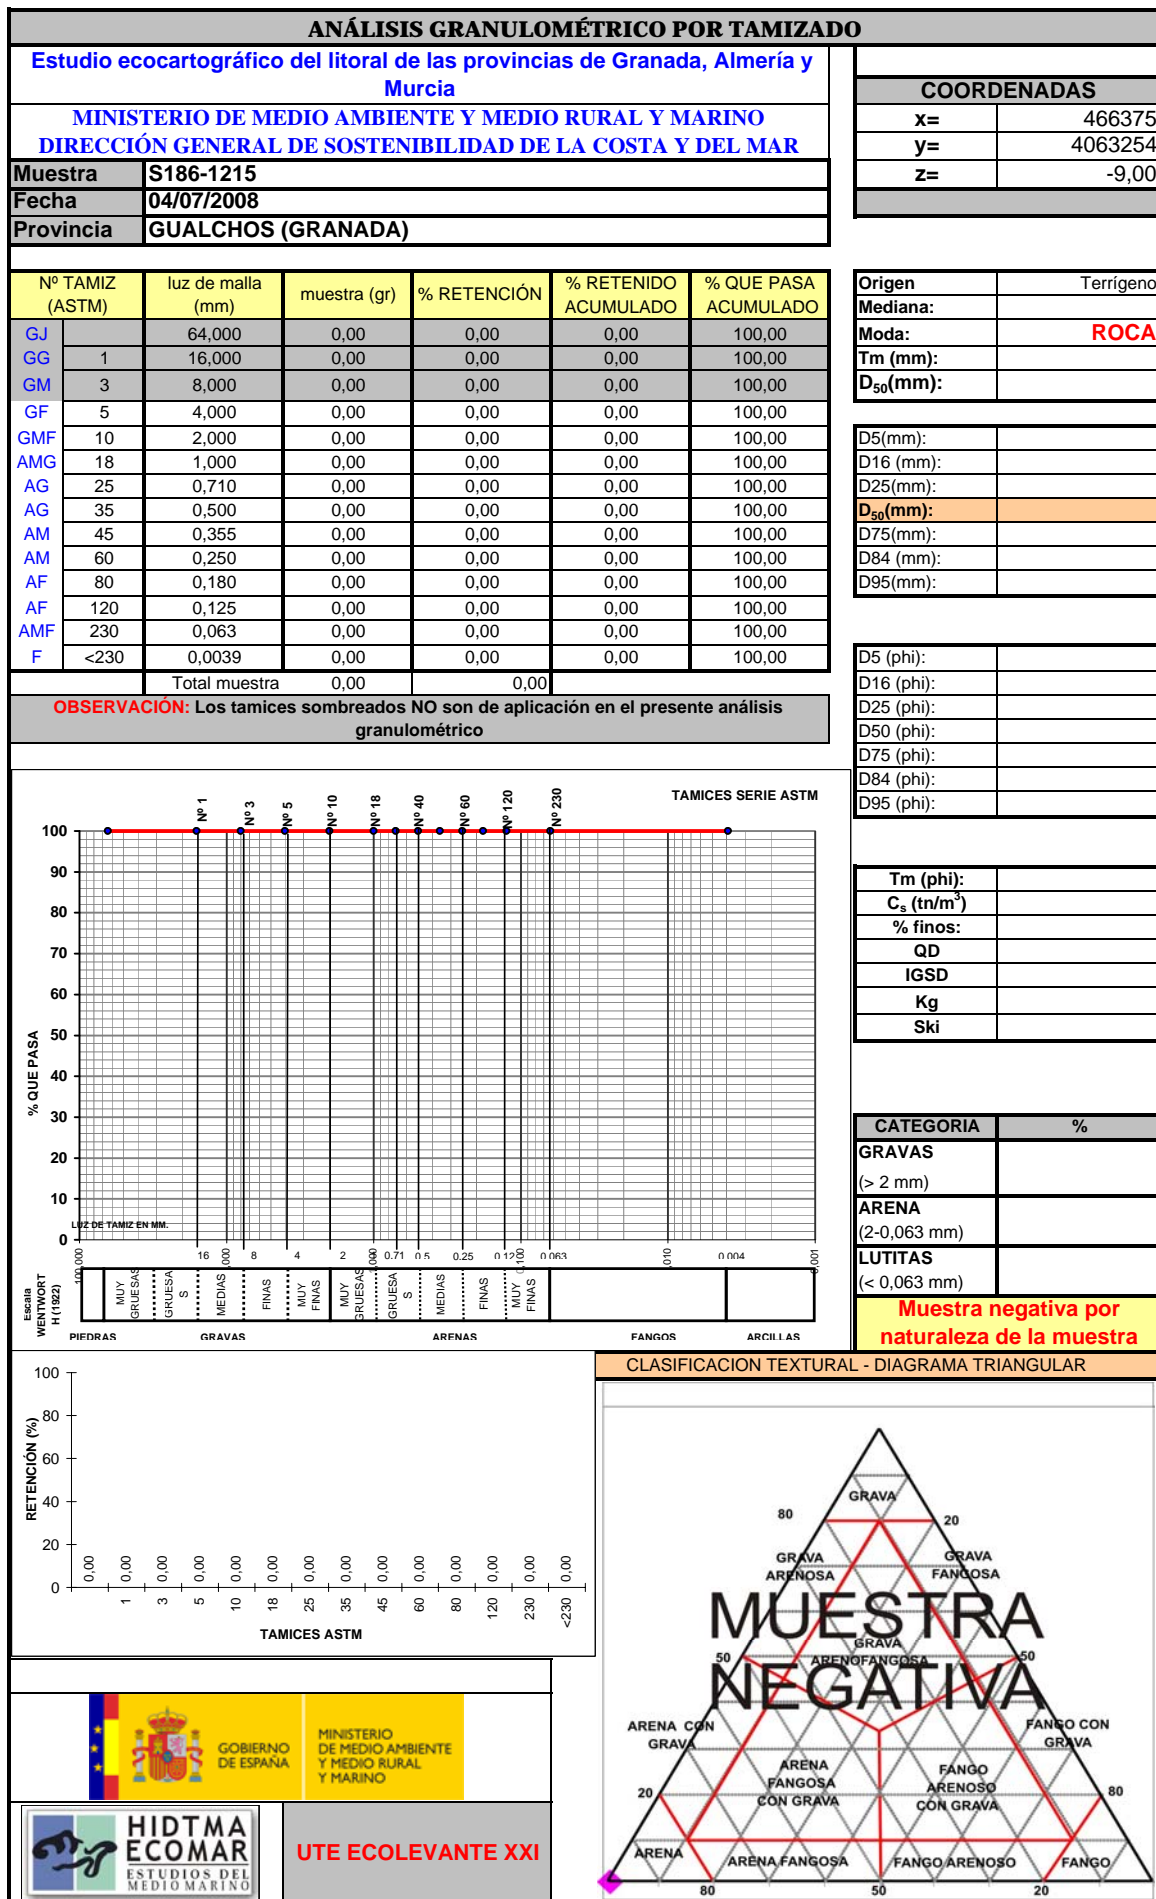 ANÁLISIS GRANULOMÉTRICO POR TAMIZADO
Estudio ecocartográfico del litoral de las provincias de Granada, Almería y
Murcia
MINISTERIO DE MEDIO AMBIENTE Y MEDIO RURAL Y MARINO
DIRECCIÓN GENERAL DE SOSTENIBILIDAD DE LA COSTA Y DEL MAR
Muestra S186-1215
Fecha 04/07/2008
Provincia GUALCHOS (GRANADA)
COORDENADAS
x= 466375
y= 4063254
z= -9,00
Nº TAMIZ (ASTM) luz de malla (mm) muestra (gr) % RETENCIÓN % RETENIDO ACUMULADO % QUE PASA ACUMULADO
GJ 64,000 0,00 0,00 0,00 100,00
GG 1 16,000 0,00 0,00 0,00 100,00
GM 3 8,000 0,00 0,00 0,00 100,00
GF 5 4,000 0,00 0,00 0,00 100,00
GMF 10 2,000 0,00 0,00 0,00 100,00
AMG 18 1,000 0,00 0,00 0,00 100,00
AG 25 0,710 0,00 0,00 0,00 100,00
AG 35 0,500 0,00 0,00 0,00 100,00
AM 45 0,355 0,00 0,00 0,00 100,00
AM 60 0,250 0,00 0,00 0,00 100,00
AF 80 0,180 0,00 0,00 0,00 100,00
AF 120 0,125 0,00 0,00 0,00 100,00
AMF 230 0,063 0,00 0,00 0,00 100,00
F <230 0,0039 0,00 0,00 0,00 100,00
Total muestra 0,00 0,00
OBSERVACIÓN: Los tamices sombreados NO son de aplicación en el presente análisis
granulométrico
Origen Terrígeno
Mediana:
Moda: ROCA
Tm (mm):
D50(mm):
D5(mm):
D16 (mm):
D25(mm):
D50(mm):
D75(mm):
D84 (mm):
D95(mm):
D5 (phi):
D16 (phi):
D25 (phi):
D50 (phi):
D75 (phi):
D84 (phi):
D95 (phi):
Tm (phi):
Cs (tn/m3)
% finos:
QD
IGSD
Kg
Ski
CATEGORIA %
GRAVAS
(> 2 mm)
ARENA
(2-0,063 mm)
LUTITAS
(< 0,063 mm)
Muestra negativa por
naturaleza de la muestra
TAMICES SERIE ASTM
Nº 1 Nº 3 Nº 5 Nº 10 Nº 18 Nº 40 Nº 60 Nº 120 Nº 230
100
90
80
70
60
50
40
30
20
10
0
% QUE PASA
LUZ DE TAMIZ EN MM.
16 8 4 2 0.71 0.5 0.25 0.12 0.063 0.004
100,000 0,100 0,001
Escala WENTWORT H (1922)
MUY GRUESAS GRUESA S MEDIAS FINAS MUY FINAS MUY GRUESAS GRUESA S MEDIAS FINAS MUY FINAS
PIEDRAS GRAVAS ARENAS FANGOS ARCILLAS
100
80
60
40
20
0
RETENCIÓN (%)
0,00 0,00 0,00 0,00 0,00 0,00 0,00 0,00 0,00 0,00 0,00 0,00 0,00 0,00
1 3 5 10 18 25 35 45 60 80 120 230 <230
TAMICES ASTM
CLASIFICACION TEXTURAL - DIAGRAMA TRIANGULAR
GRAVA
80 20
GRAVA ARENOSA
GRAVA FANGOSA
MUESTRA
NEGATIVA
GRAVA
ARENOFANGOSA
50 50
ARENA CON GRAVA
FANGO CON GRAVA
ARENA FANGOSA CON GRAVA
FANGO ARENOSO CON GRAVA
20 80
ARENA ARENA FANGOSA FANGO ARENOSO FANGO
80 50 20
GOBIERNO
DE ESPAÑA
MINISTERIO
DE MEDIO AMBIENTE
Y MEDIO RURAL
Y MARINO
HIDTMA
ECOMAR
ESTUDIOS DEL
MEDIO MARINO
UTE ECOLEVANTE XXI